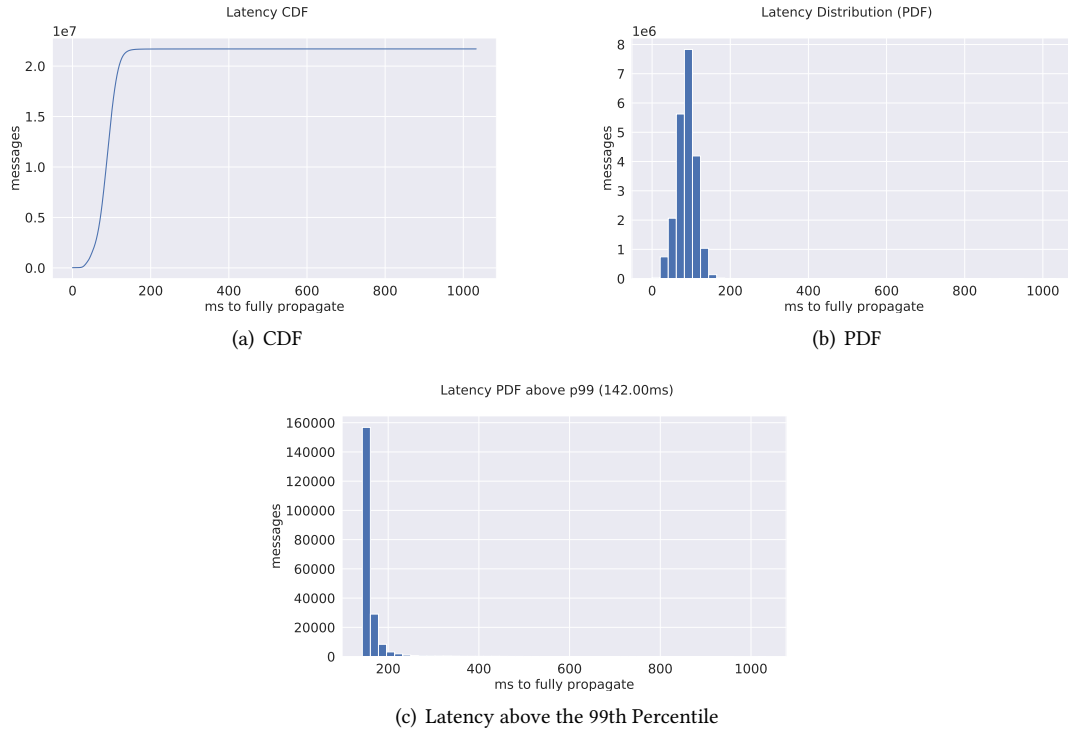 Latency CDF
1e7
2.0
1.5
1.0
0.5
0.0
messages
0 200 400 600 800 1000
ms to fully propagate
(a) CDF
Latency Distribution (PDF)
1e6
8
7
6
5
4
3
2
1
0
messages
0 200 400 600 800 1000
ms to fully propagate
(b) PDF
Latency PDF above p99 (142.00ms)
160000
140000
120000
100000
80000
60000
40000
20000
0
messages
200 400 600 800 1000
ms to fully propagate
(c) Latency above the 99th Percentile